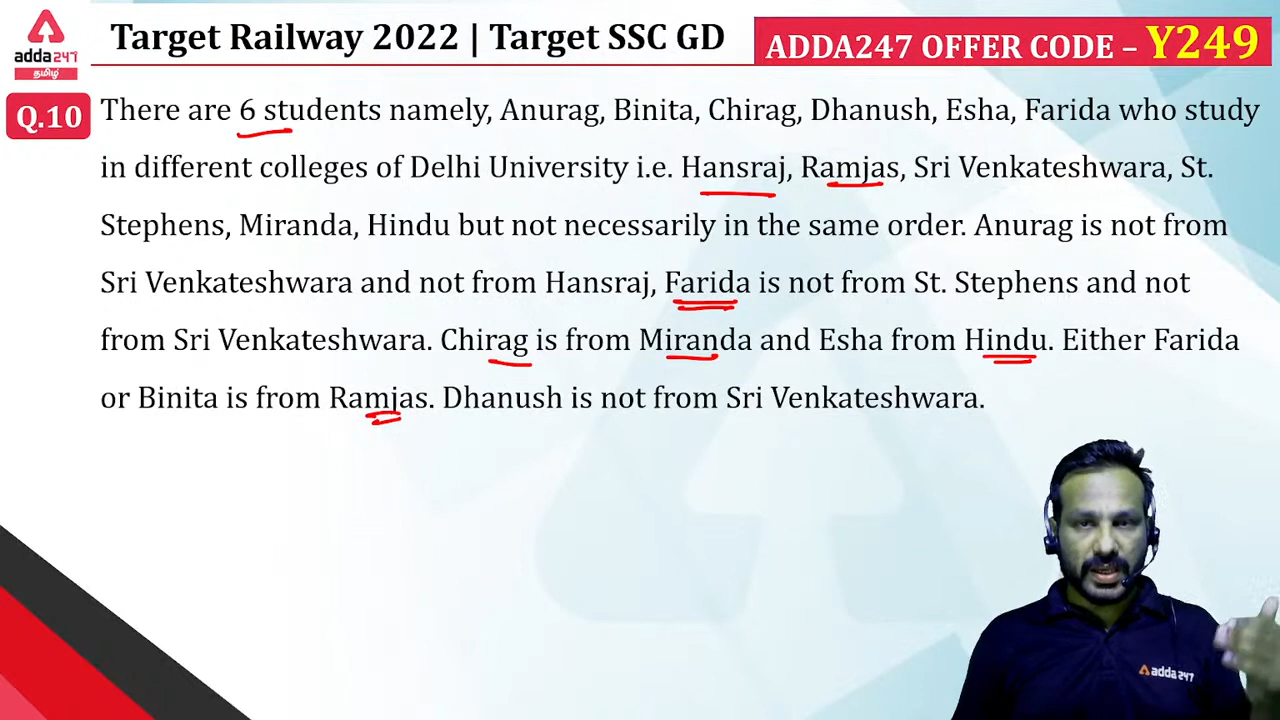 adda247
தமிழ்
Target Railway 2022 | Target SSC GD
ADDA247 OFFER CODE – Y249
Q.10
There are 6 students namely, Anurag, Binita, Chirag, Dhanush, Esha, Farida who study
in different colleges of Delhi University i.e. Hansraj, Ramjas, Sri Venkateshwara, St.
Stephens, Miranda, Hindu but not necessarily in the same order. Anurag is not from
Sri Venkateshwara and not from Hansraj, Farida is not from St. Stephens and not
from Sri Venkateshwara. Chirag is from Miranda and Esha from Hindu. Either Farida
or Binita is from Ramjas. Dhanush is not from Sri Venkateshwara.
adda247